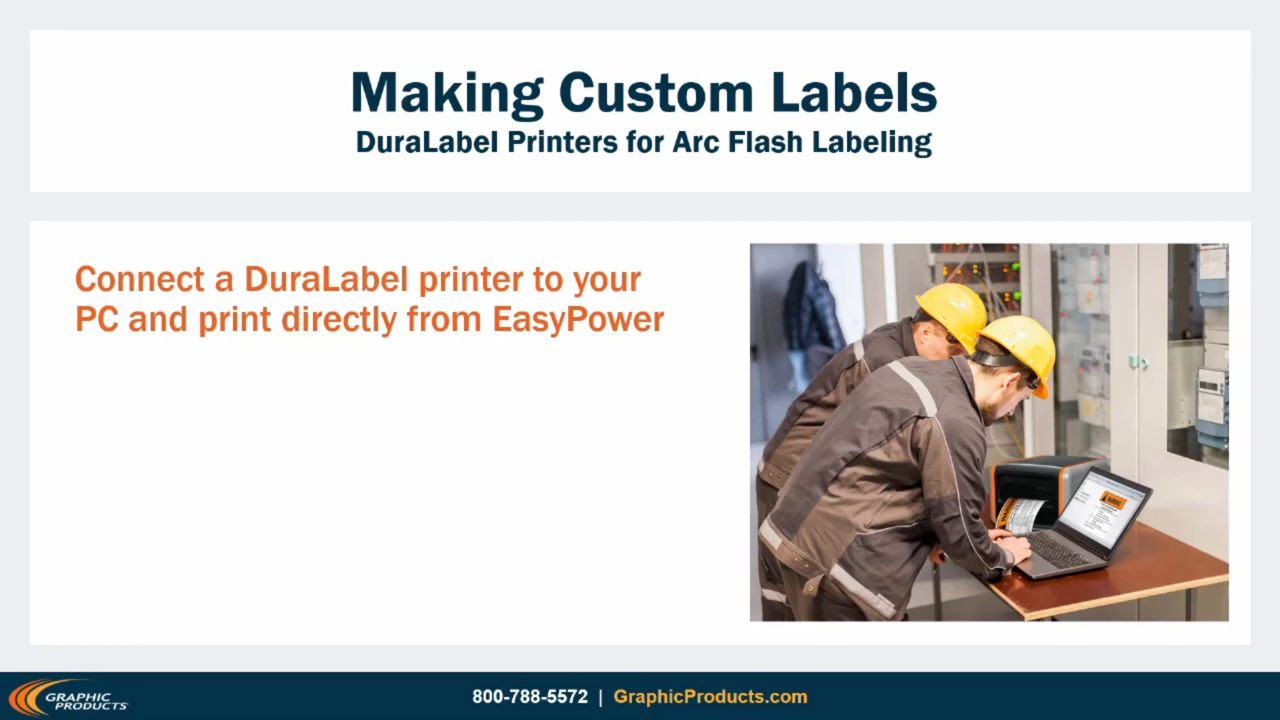 Making Custom Labels
DuraLabel Printers for Arc Flash Labeling
Connect a DuraLabel printer to your
PC and print directly from EasyPower
GRAPHIC
PRODUCTS
800-788-5572 | GraphicProducts.com